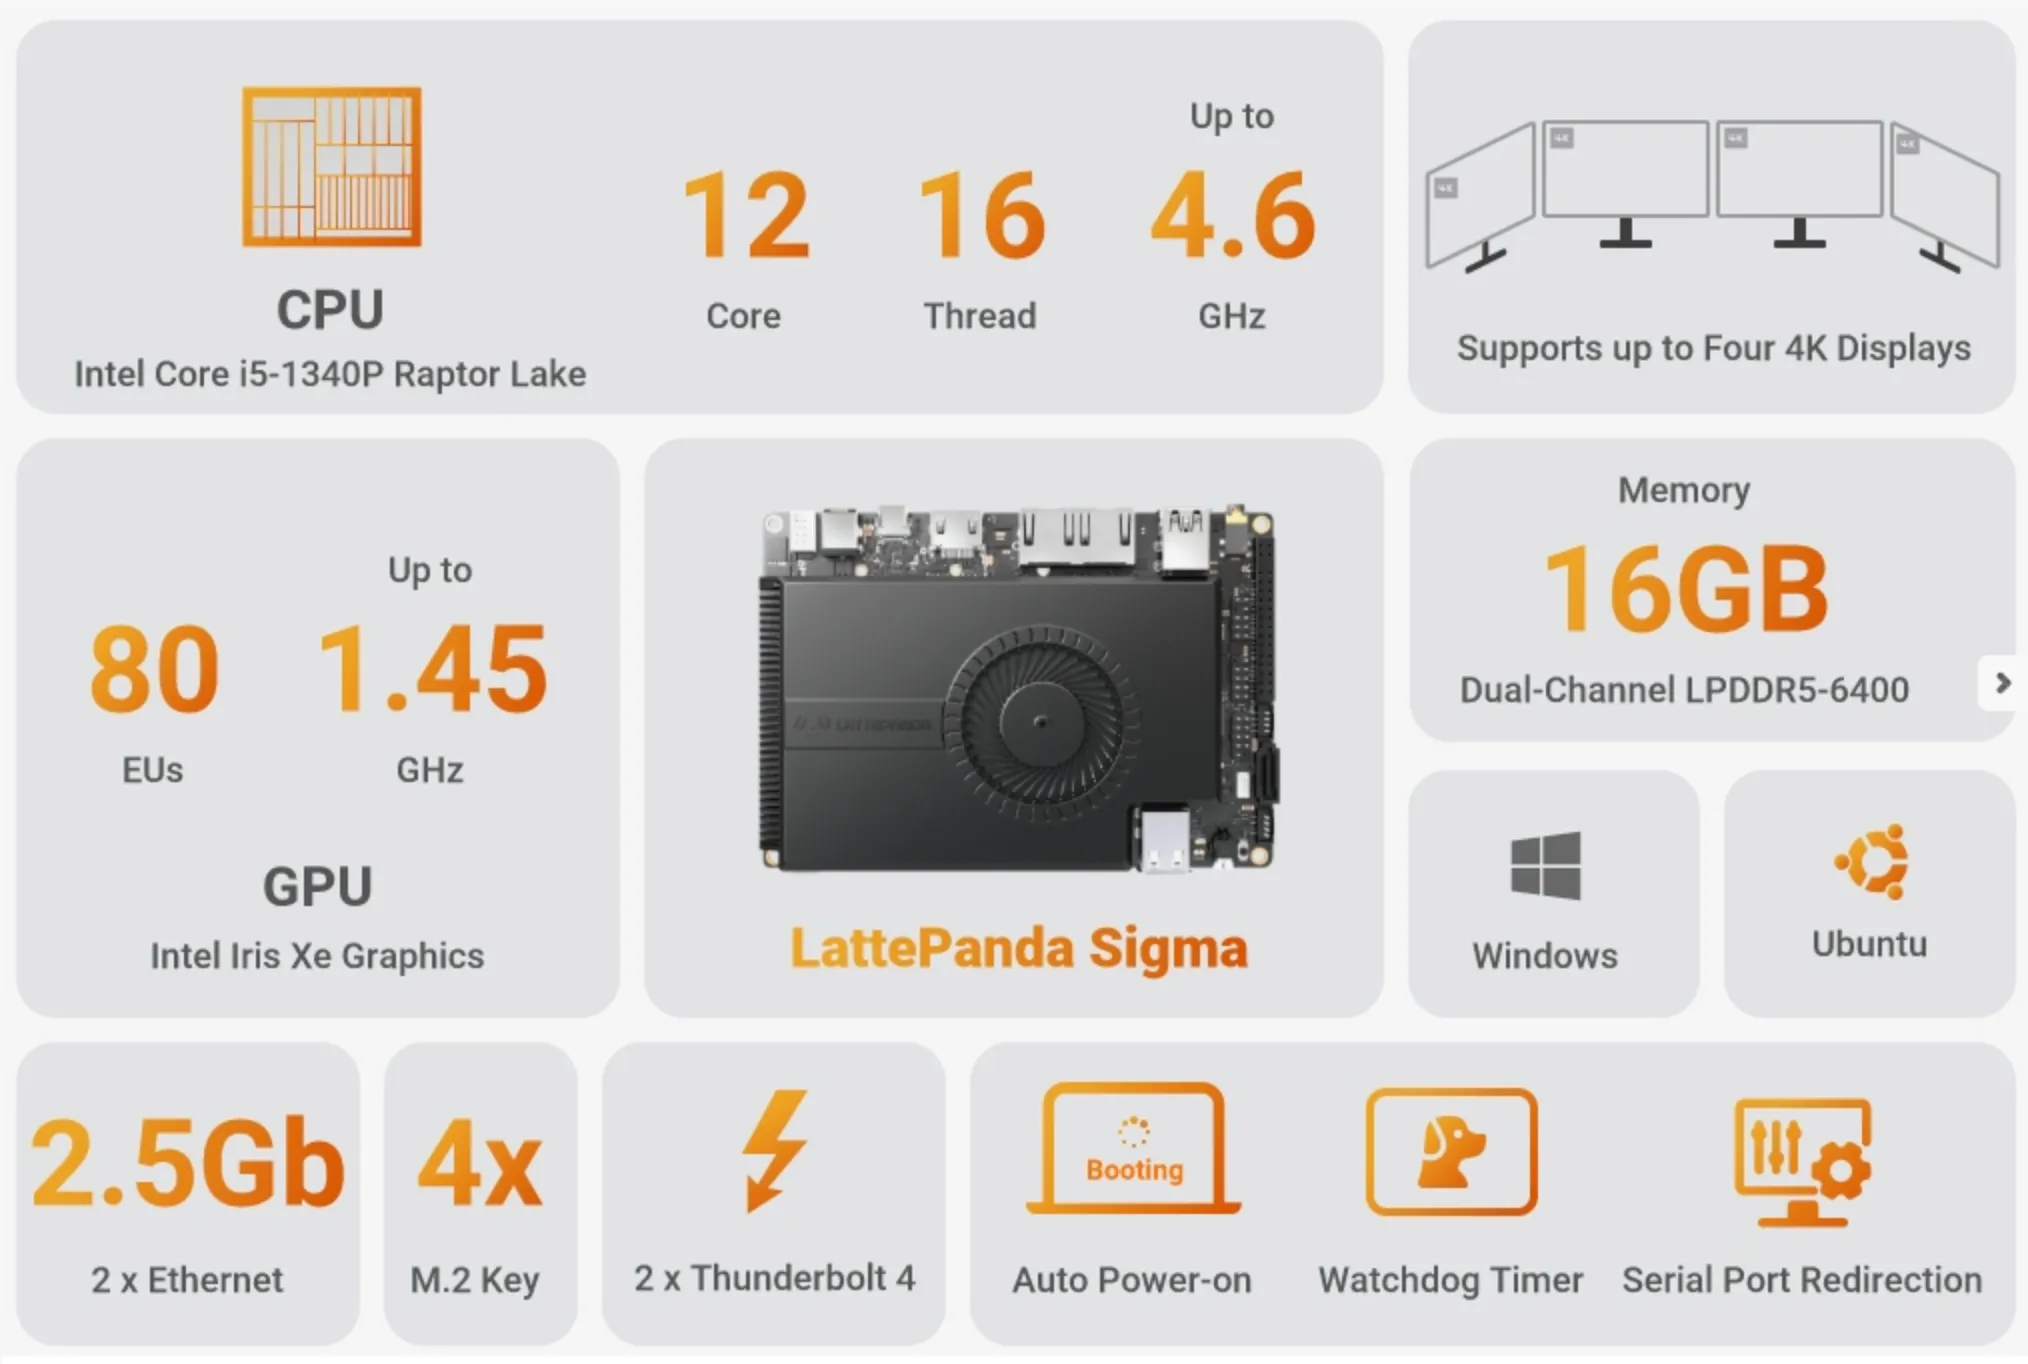 CPU
Intel Core i5-1340P Raptor Lake
12
Core
16
Thread
Up to
4.6
GHz
4K
4K
4K
4K
Supports up to Four 4K Displays
80
EUs
Up to
1.45
GHz
GPU
Intel Iris Xe Graphics
LATTEPANDA
LattePanda Sigma
Memory
16GB
Dual-Channel LPDDR5-6400
Windows
Ubuntu
2.5Gb
2 x Ethernet
4x
M.2 Key
2 x Thunderbolt 4
Booting
Auto Power-on
Watchdog Timer
Serial Port Redirection